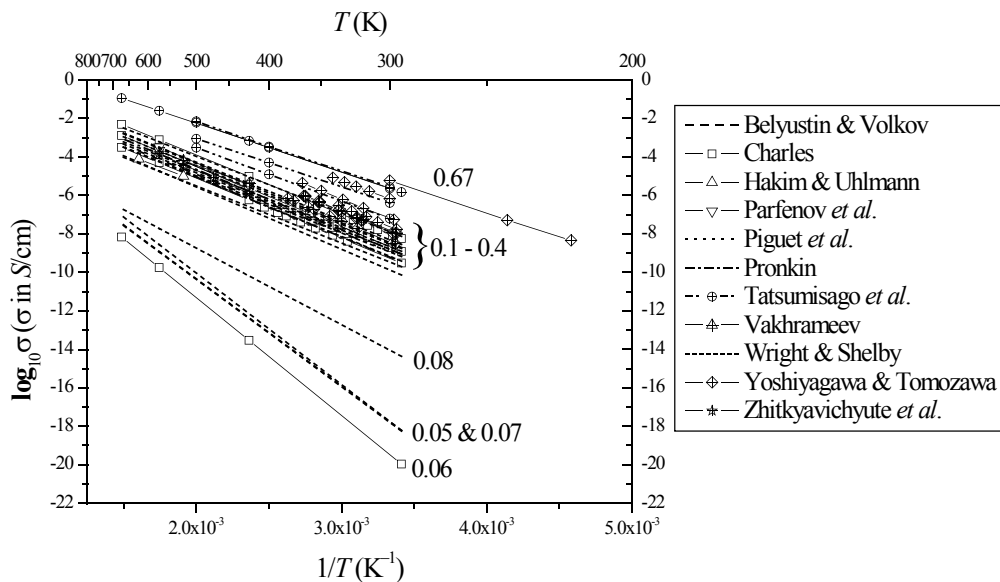 T (K)
800 700 600 500 400 300 200
0 0
-2 -2
-4 -4
-6 -6
-8 -8
-10 -10
-12 -12
-14 -14
-16 -16
-18 -18
-20 -20
-22 -22
log10σ (σ in S/cm)
0.67
0.1 - 0.4
0.08
0.05 & 0.07
0.06
2.0x10⁻³ 3.0x10⁻³ 4.0x10⁻³ 5.0x10⁻³
1/T (K⁻¹)
Belyustin & Volkov
Charles
Hakim & Uhlmann
Parfenov et al.
Piguet et al.
Pronkin
Tatsumisago et al.
Vakhrameev
Wright & Shelby
Yoshiyagawa & Tomozawa
Zhitkyavichyute et al.